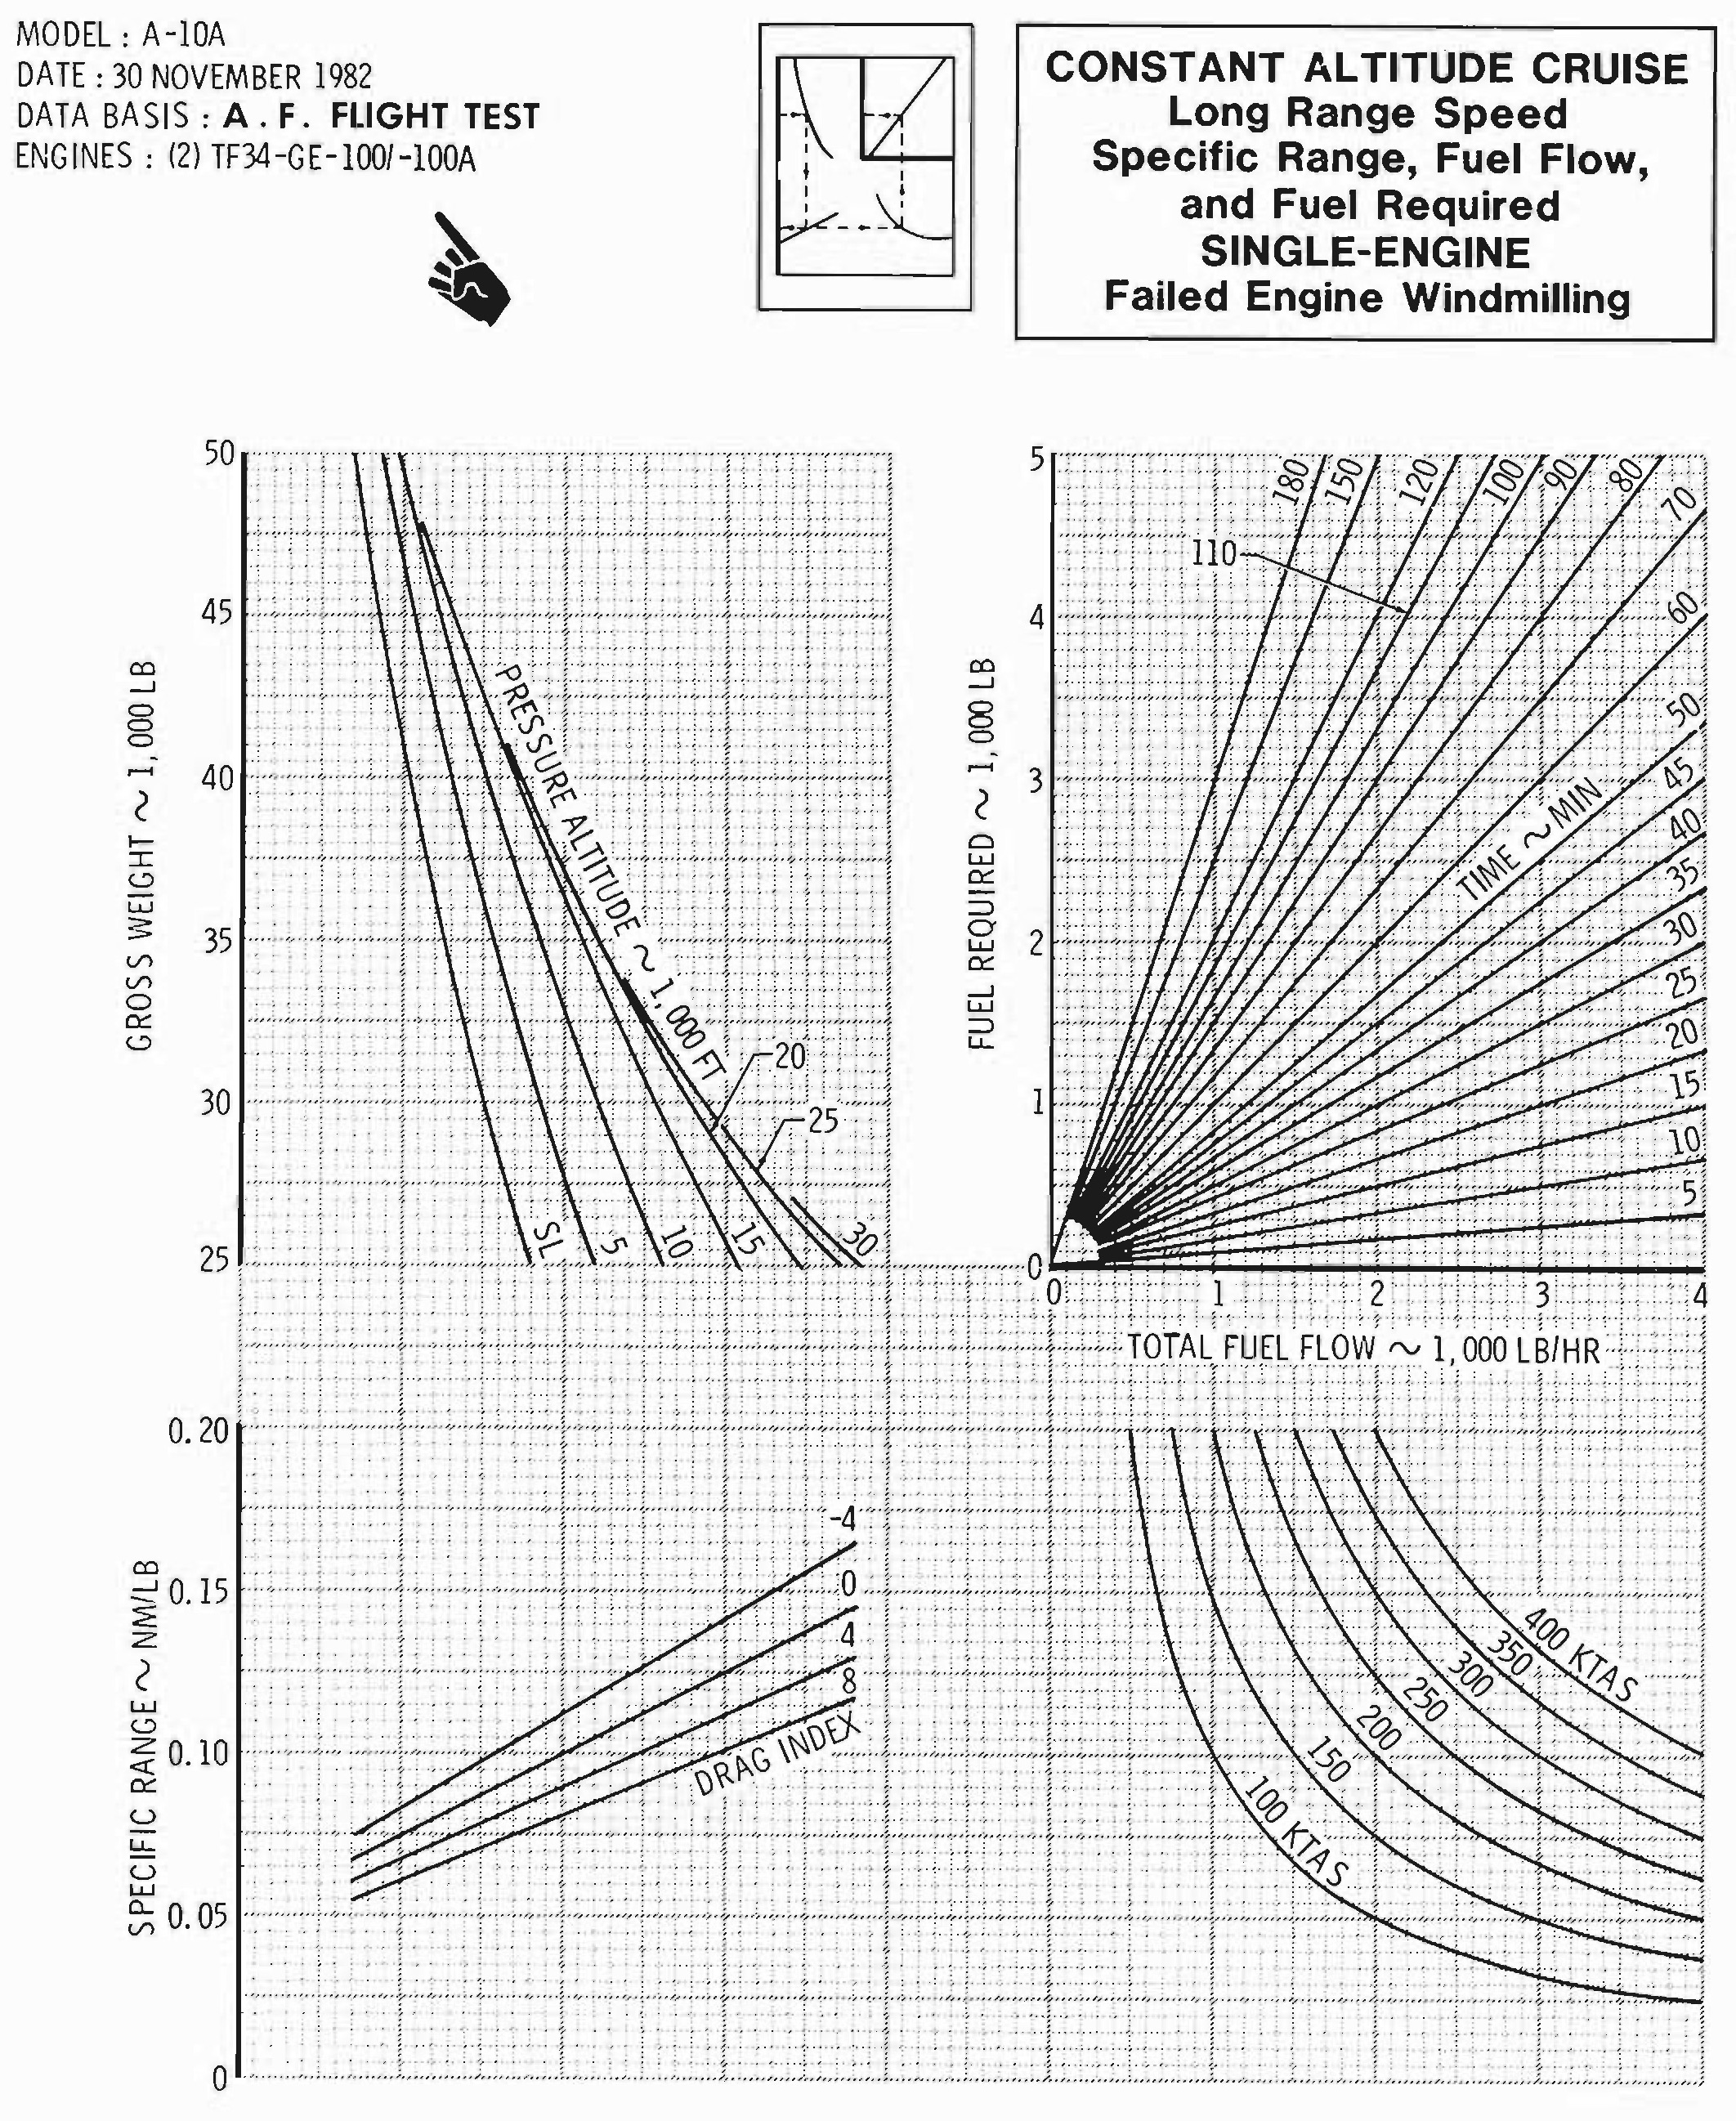 MODEL : A-10A
DATE : 30 NOVEMBER 1982
DATA BASIS : A . F. FLIGHT TEST
ENGINES : (2) TF34-GE-100/-100A
CONSTANT ALTITUDE CRUISE
Long Range Speed
Specific Range, Fuel Flow,
and Fuel Required
SINGLE-ENGINE
Failed Engine Windmilling
GROSS WEIGHT ~ 1,000 LB
50
45
40
35
30
25
PRESSURE ALTITUDE ~ 1,000 FT
20
25
SL
5
10
15
30
FUEL REQUIRED ~ 1,000 LB
5
4
3
2
1
0
180
150
120
100
90
80
70
110
60
50
45
40
35
30
25
20
15
10
5
TIME ~ MIN
0
1
2
3
4
TOTAL FUEL FLOW ~ 1,000 LB/HR
SPECIFIC RANGE ~ NM/LB
0.20
0.15
0.10
0.05
0
-4
0
4
8
DRAG INDEX
400 KTAS
350
300
250
200
150
100 KTAS